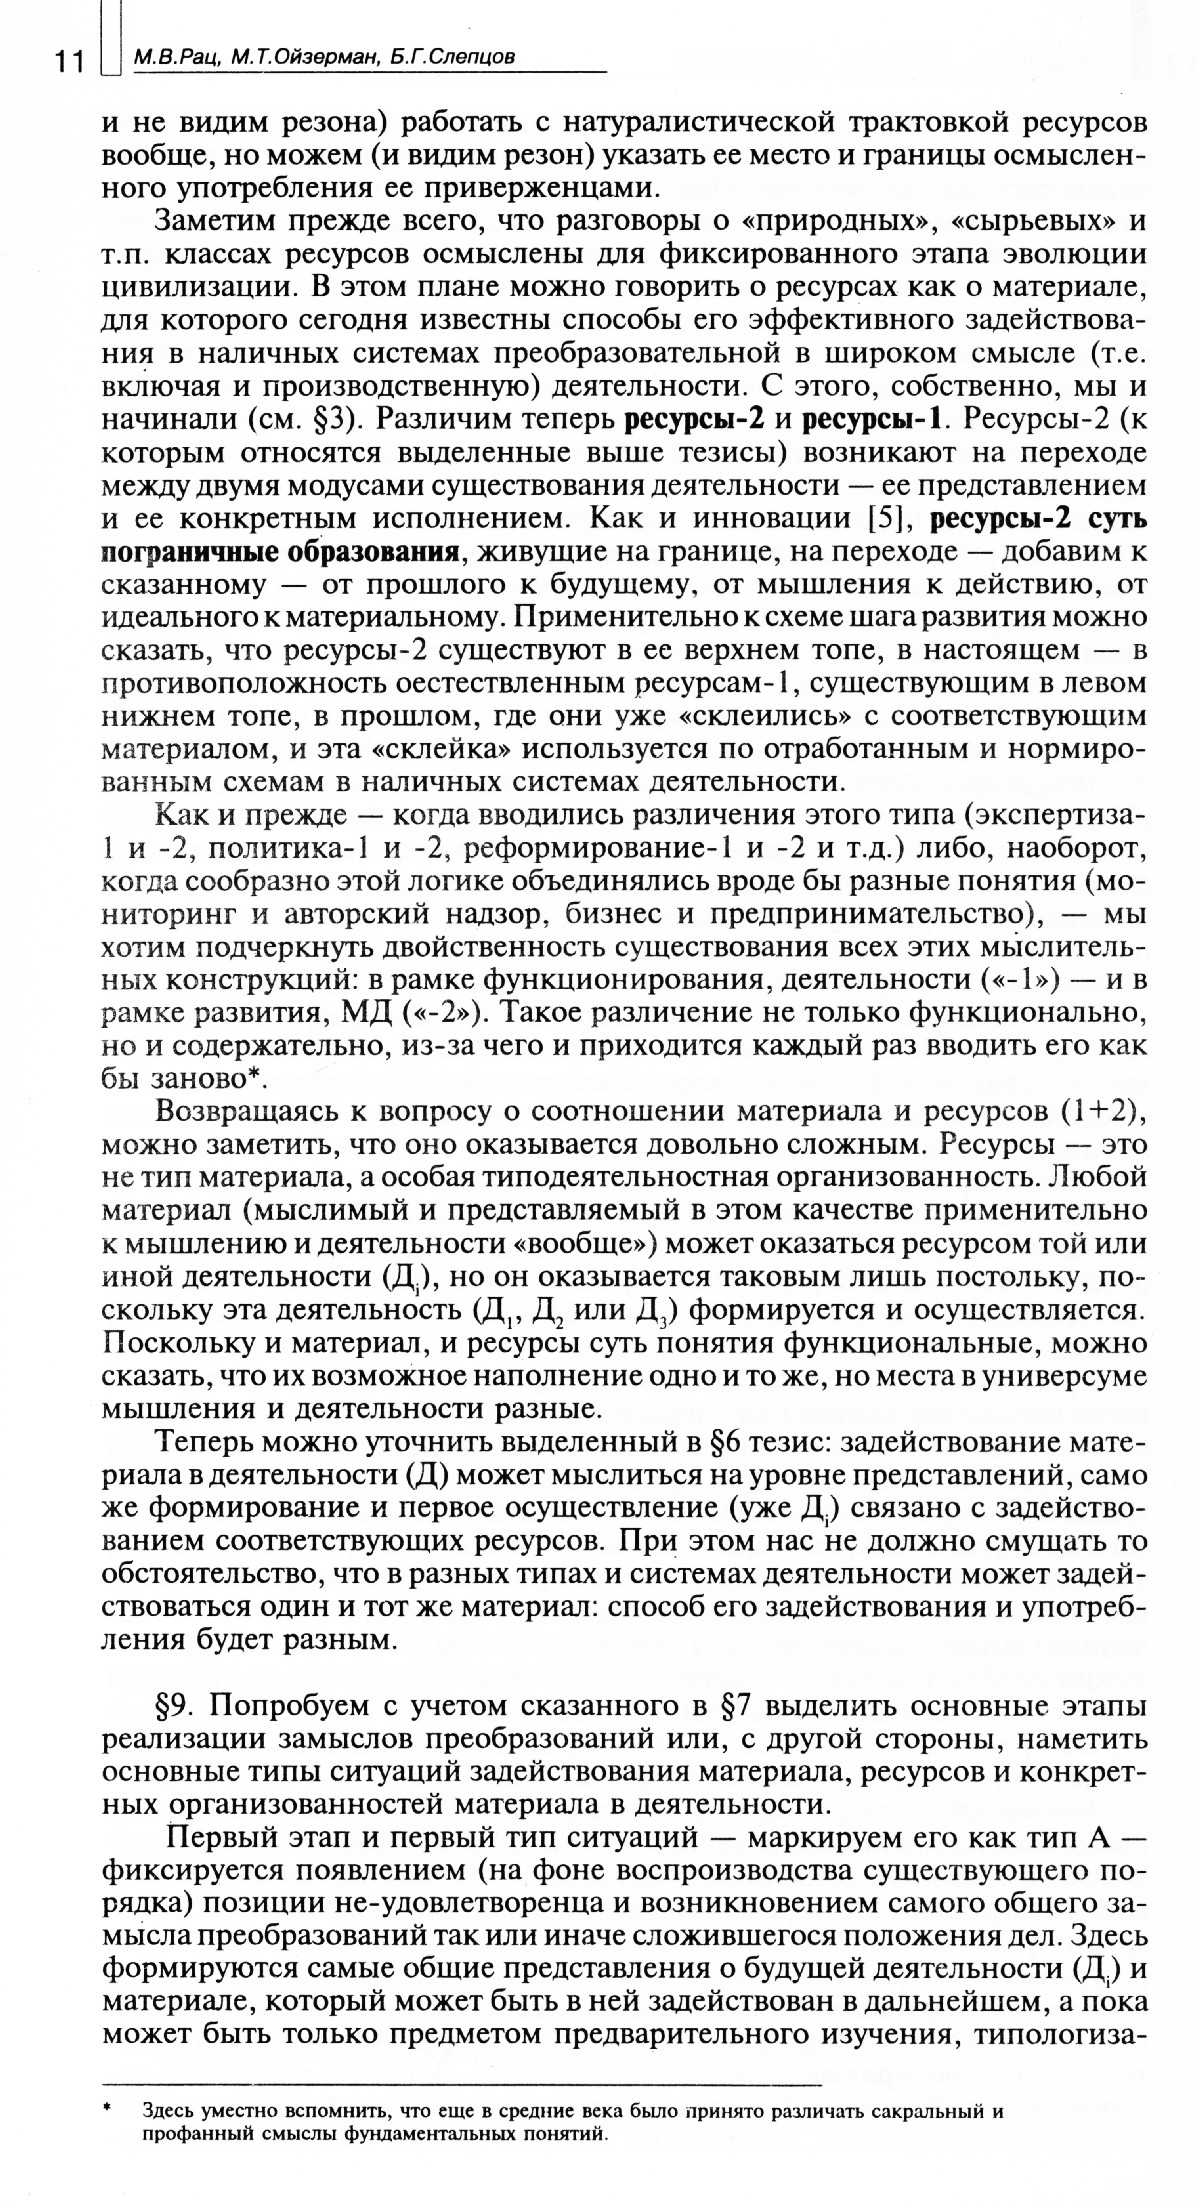 11
М.В.Рац, М.Т.Ойзерман, Б.Г.Слепцов
и не видим резона) работать с натуралистической трактовкой ресурсов
вообще, но можем (и видим резон) указать ее место и границы осмыслен-
ного употребления ее приверженцами.
Заметим прежде всего, что разговоры о «природных», «сырьевых» и
т.п. классах ресурсов осмыслены для фиксированного этапа эволюции
цивилизации. В этом плане можно говорить о ресурсах как о материале,
для которого сегодня известны способы его эффективного задействова-
ния в наличных системах преобразовательной в широком смысле (т.е.
включая и производственную) деятельности. С этого, собственно, мы и
начинали (см. §3). Различим теперь ресурсы-2 и ресурсы-1. Ресурсы-2 (к
которым относятся выделенные выше тезисы) возникают на переходе
между двумя модусами существования деятельности — ее представлением
и ее конкретным исполнением. Как и инновации [5], ресурсы-2 суть
пограничные образования, живущие на границе, на переходе — добавим к
сказанному — от прошлого к будущему, от мышления к действию, от
идеального к материальному. Применительно к схеме шага развития можно
сказать, что ресурсы-2 существуют в ее верхнем топе, в настоящем — в
противоположность оестествленным ресурсам-1, существующим в левом
нижнем топе, в прошлом, где они уже «склеились» с соответствующим
материалом, и эта «склейка» используется по отработанным и нормиро-
ванным схемам в наличных системах деятельности.
Как и прежде — когда вводились различения этого типа (экспертиза-
1 и -2, политика-1 и -2, реформирование-1 и -2 и т.д.) либо, наоборот,
когда сообразно этой логике объединялись вроде бы разные понятия (мо-
ниторинг и авторский надзор, бизнес и предпринимательство), — мы
хотим подчеркнуть двойственность существования всех этих мыслитель-
ных конструкций: в рамке функционирования, деятельности («-1») — и в
рамке развития, МД («-2»). Такое различение не только функционально,
но и содержательно, из-за чего и приходится каждый раз вводить его как
бы заново*.
Возвращаясь к вопросу о соотношении материала и ресурсов (1+2),
можно заметить, что оно оказывается довольно сложным. Ресурсы — это
не тип материала, а особая типодеятельностная организованность. Любой
материал (мыслимый и представляемый в этом качестве применительно
к мышлению и деятельности «вообще») может оказаться ресурсом той или
иной деятельности (Дᵢ), но он оказывается таковым лишь постольку, по-
скольку эта деятельность (Д₁, Д₂ или Д₃) формируется и осуществляется.
Поскольку и материал, и ресурсы суть понятия функциональные, можно
сказать, что их возможное наполнение одно и то же, но места в универсуме
мышления и деятельности разные.
Теперь можно уточнить выделенный в §6 тезис: задействование мате-
риала в деятельности (Д) может мыслиться на уровне представлений, само
же формирование и первое осуществление (уже Дᵢ) связано с задейство-
ванием соответствующих ресурсов. При этом нас не должно смущать то
обстоятельство, что в разных типах и системах деятельности может задей-
ствоваться один и тот же материал: способ его задействования и употреб-
ления будет разным.
§9. Попробуем с учетом сказанного в §7 выделить основные этапы
реализации замыслов преобразований или, с другой стороны, наметить
основные типы ситуаций задействования материала, ресурсов и конкрет-
ных организованностей материала в деятельности.
Первый этап и первый тип ситуаций — маркируем его как тип А —
фиксируется появлением (на фоне воспроизводства существующего по-
рядка) позиции не-удовлетворенца и возникновением самого общего за-
мысла преобразований так или иначе сложившегося положения дел. Здесь
формируются самые общие представления о будущей деятельности (Дᵢ) и
материале, который может быть в ней задействован в дальнейшем, а пока
может быть только предметом предварительного изучения, типологиза-
* Здесь уместно вспомнить, что еще в средние века было принято различать сакральный и
профанный смыслы фундаментальных понятий.